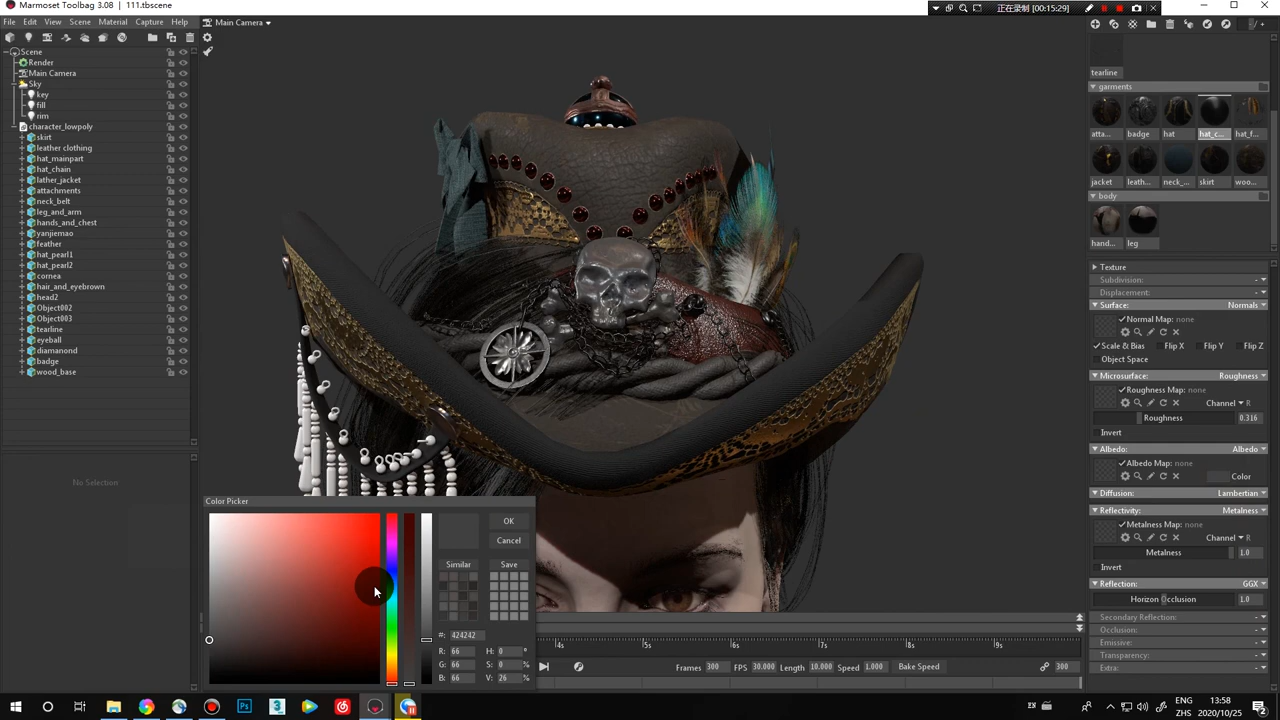 Marmoset Toolbag 3.08 | 111.tbscene
正在录制 [00:15:29]
File Edit View Scene Material Capture Help
Main Camera
Scene
Render
Main Camera
Sky
key
fill
rim
character_lowpoly
skirt
leather clothing
hat_mainpart
hat_chain
lather_jacket
attachments
neck_belt
leg_and_arm
hands_and_chest
yanjiemao
feather
hat_pearl1
hat_pearl2
cornea
hair_and_eyebrown
head2
Object002
Object003
tearline
eyeball
diamanond
badge
wood_base
No Selection
tearline
garments
atta... badge hat hat_c... hat_f...
jacket leath... neck_... skirt woo...
body
hand... leg
Texture
Subdivision:
Displacement:
Surface: Normals
Normal Map: none
Scale & Bias Flip X Flip Y Flip Z
Object Space
Microsurface: Roughness
Roughness Map: none
Channel R
Roughness 0.316
Invert
Albedo: Albedo
Albedo Map: none
Color
Diffusion: Lambertian
Reflectivity: Metalness
Metalness Map: none
Channel R
Metalness 1.0
Invert
Reflection: GGX
Horizon Occlusion 1.0
Secondary Reflection:
Occlusion:
Emissive:
Transparency:
Extra:
Color Picker
OK
Cancel
Similar Save
#: 424242
R: 66 H: 0 °
G: 66 S: 0 %
B: 66 V: 26 %
4s 5s 6s 7s 8s 9s
Frames 300 FPS 30.000 Length 10.000 Speed 1.000 Bake Speed 300
ENG
ZHS
13:58
2020/10/25
2